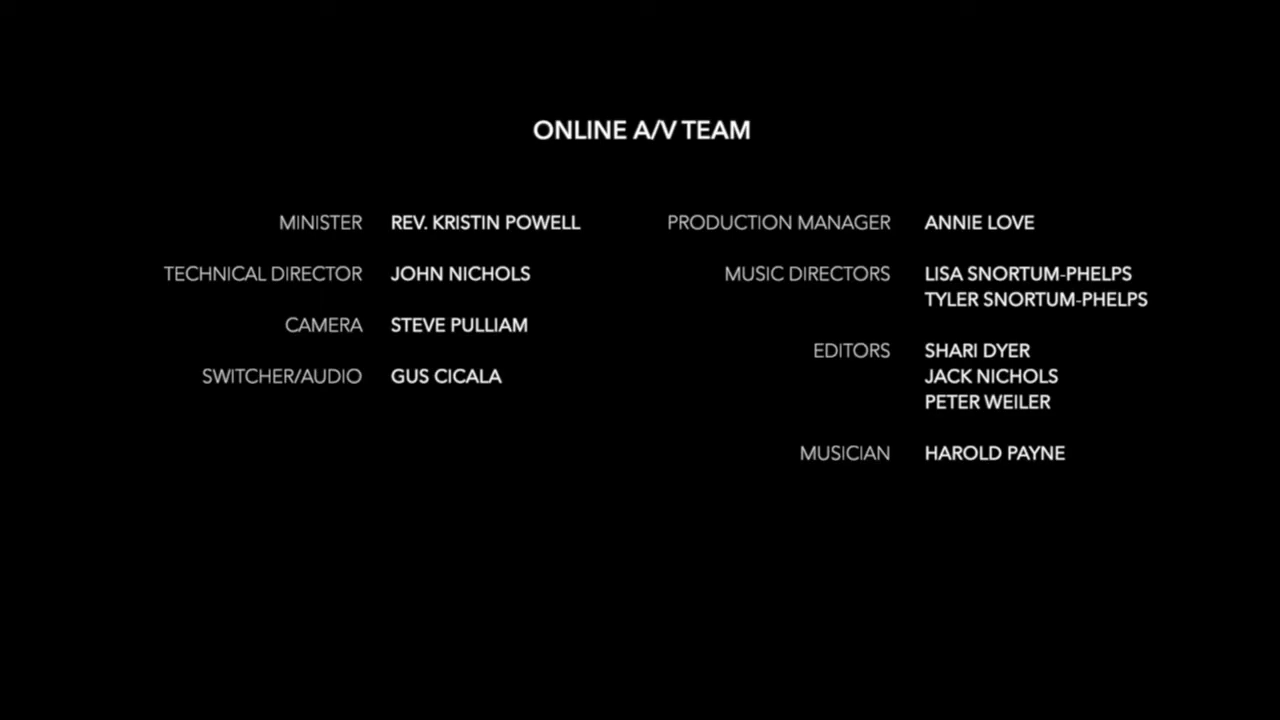 ONLINE A/V TEAM
MINISTER REV. KRISTIN POWELL
TECHNICAL DIRECTOR JOHN NICHOLS
CAMERA STEVE PULLIAM
SWITCHER/AUDIO GUS CICALA
PRODUCTION MANAGER ANNIE LOVE
MUSIC DIRECTORS LISA SNORTUM-PHELPS
TYLER SNORTUM-PHELPS
EDITORS SHARI DYER
JACK NICHOLS
PETER WEILER
MUSICIAN HAROLD PAYNE